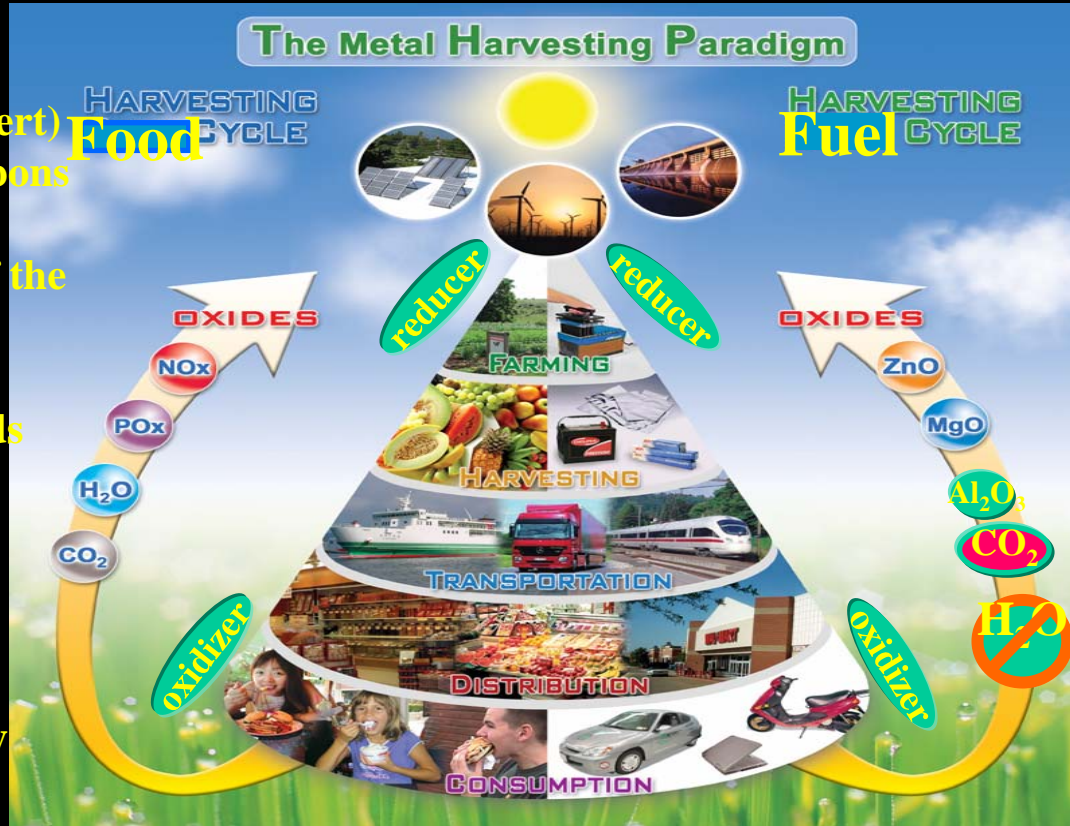 The Metal Harvesting Paradigm
HARVESTING
CYCLE
Food
HARVESTING
CYCLE
Fuel
ert)
oons
the
ls
y
reducer
reducer
OXIDES
OXIDES
NOx
POx
H₂O
CO₂
ZnO
MgO
Al₂O₃
CO₂
H₂O
FARMING
HARVESTING
TRANSPORTATION
DISTRIBUTION
CONSUMPTION
oxidizer
oxidizer